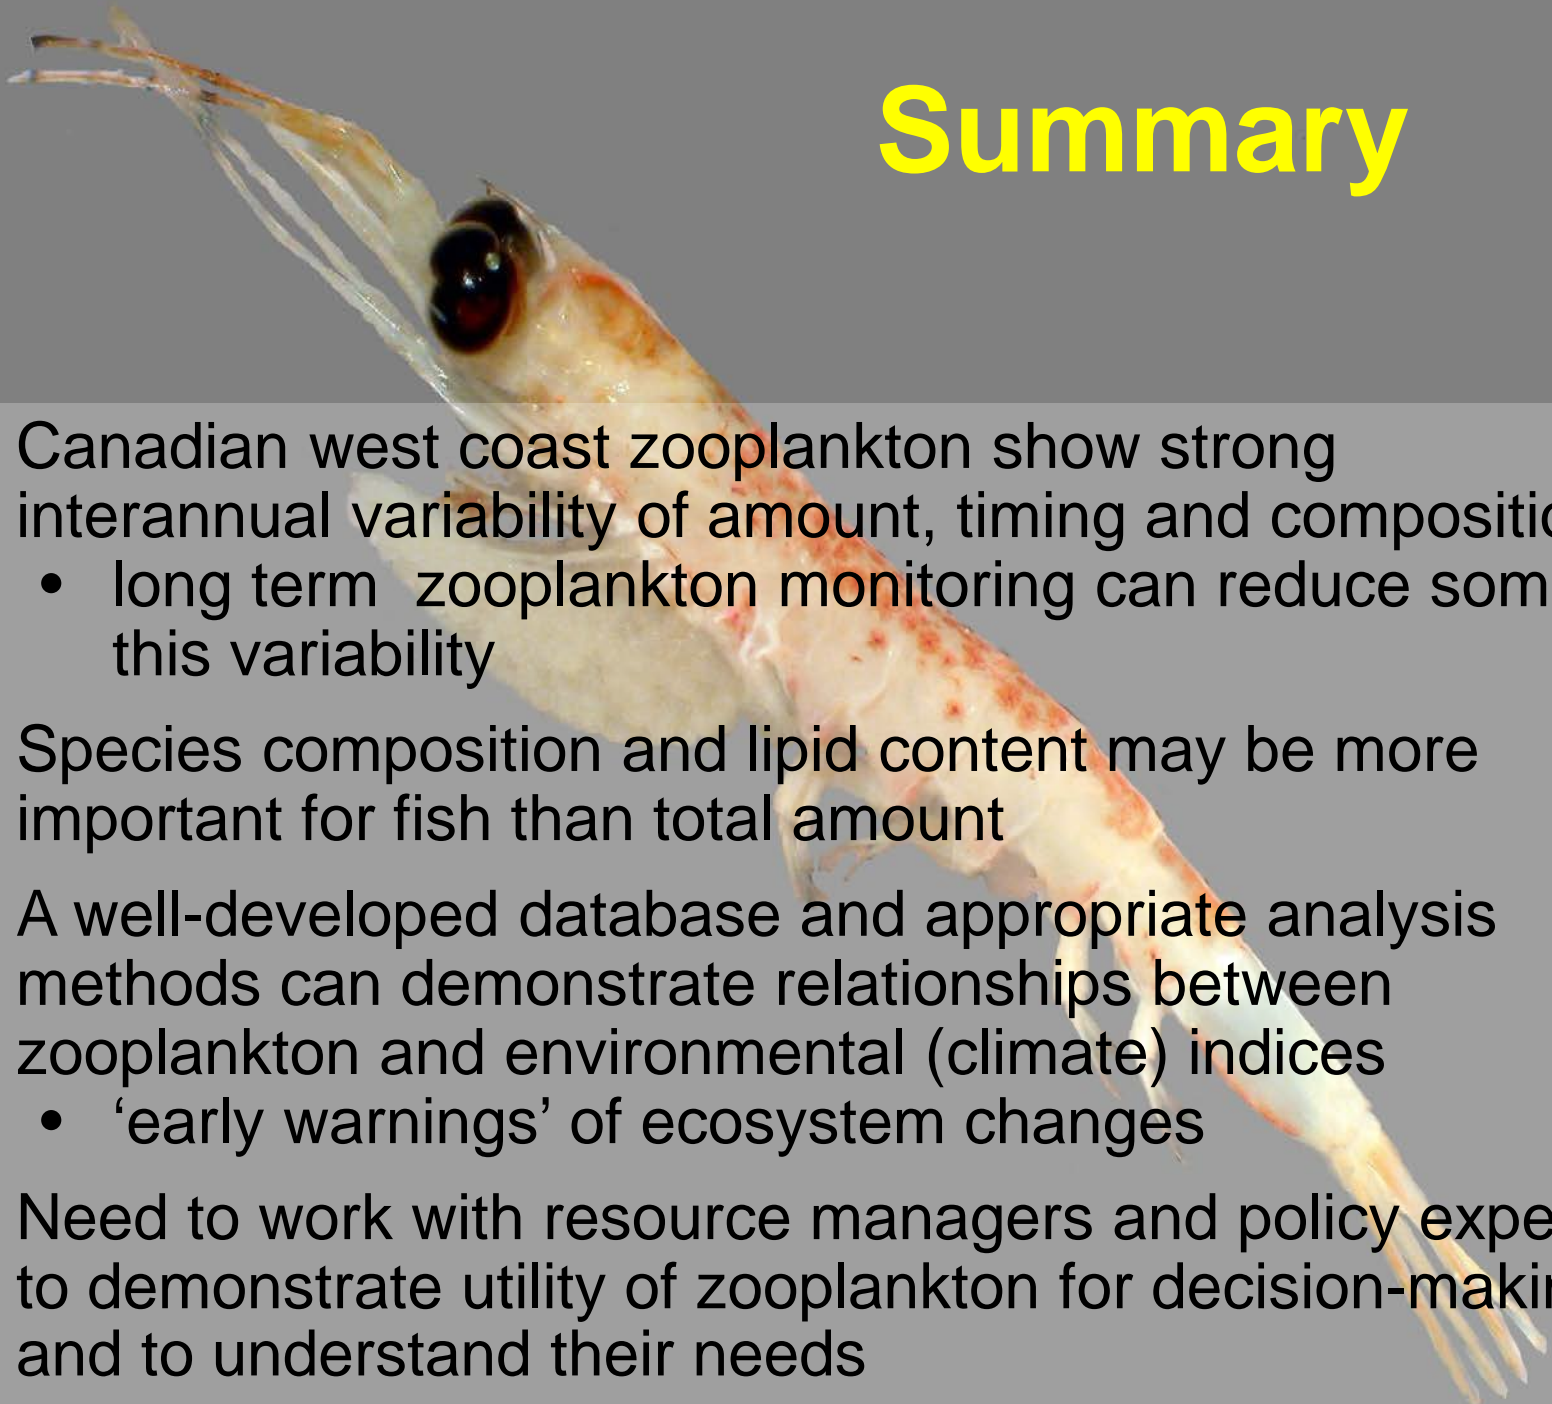 Summary
Canadian west coast zooplankton show strong
interannual variability of amount, timing and compositio
• long term  zooplankton monitoring can reduce som
this variability
Species composition and lipid content may be more
important for fish than total amount
A well-developed database and appropriate analysis
methods can demonstrate relationships between
zooplankton and environmental (climate) indices
• ‘early warnings’ of ecosystem changes
Need to work with resource managers and policy expe
to demonstrate utility of zooplankton for decision-makin
and to understand their needs